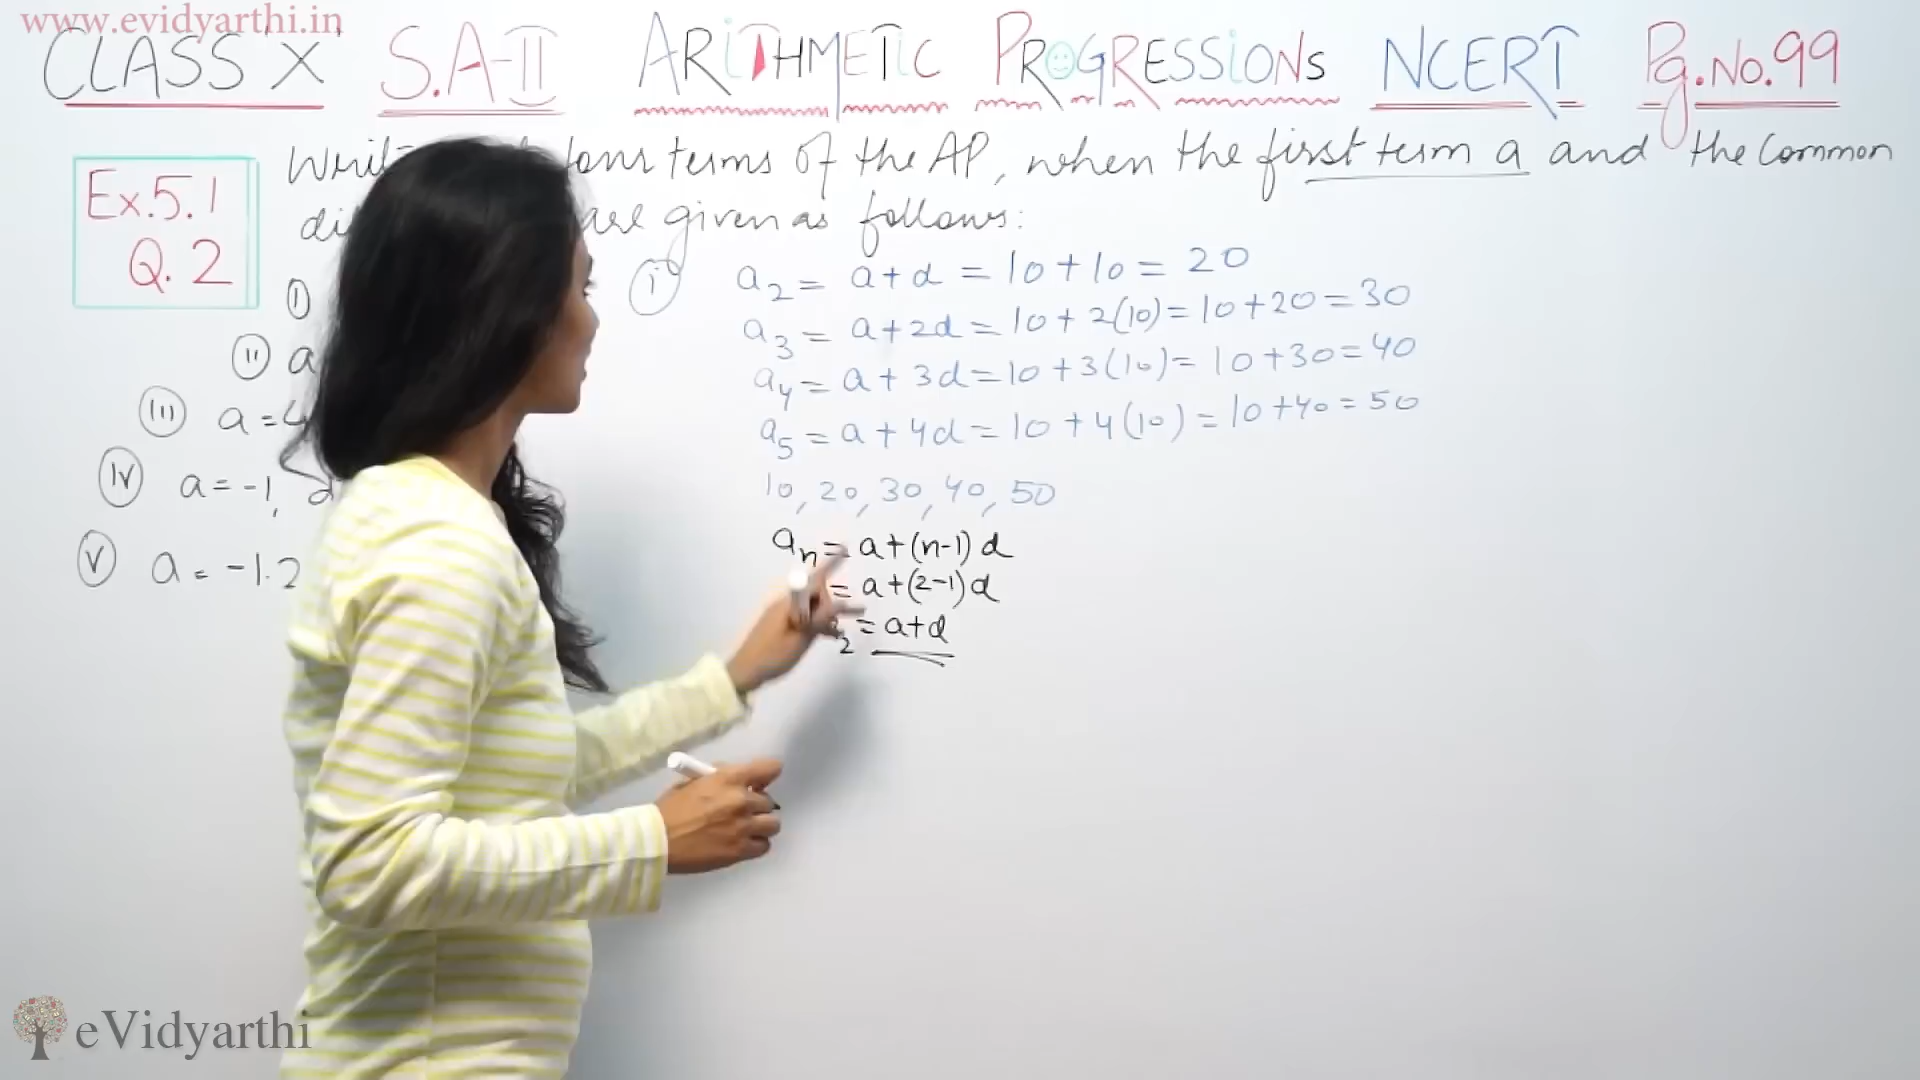 www.evidyarthi.in
CLASS 'X' S.A-II ARITHMETIC PROGRESSIONS NCERT Pg.No.99
Ex.5.1
Q.2
four terms of the AP, when the first term a and the common
are given as follows:
(i)
(ii) a
(iii) a=4
(iv) a=-1, d
(v) a=-1.2
(i) a2 = a+d = 10+10 = 20
a3 = a+2d = 10+2(10) = 10+20 = 30
a4 = a+3d = 10+3(10) = 10+30 = 40
a5 = a+4d = 10+4(10) = 10+40 = 50
10, 20, 30, 40, 50
an = a+(n-1)d
= a+(2-1)d
2 = a+d
eVidyarthi